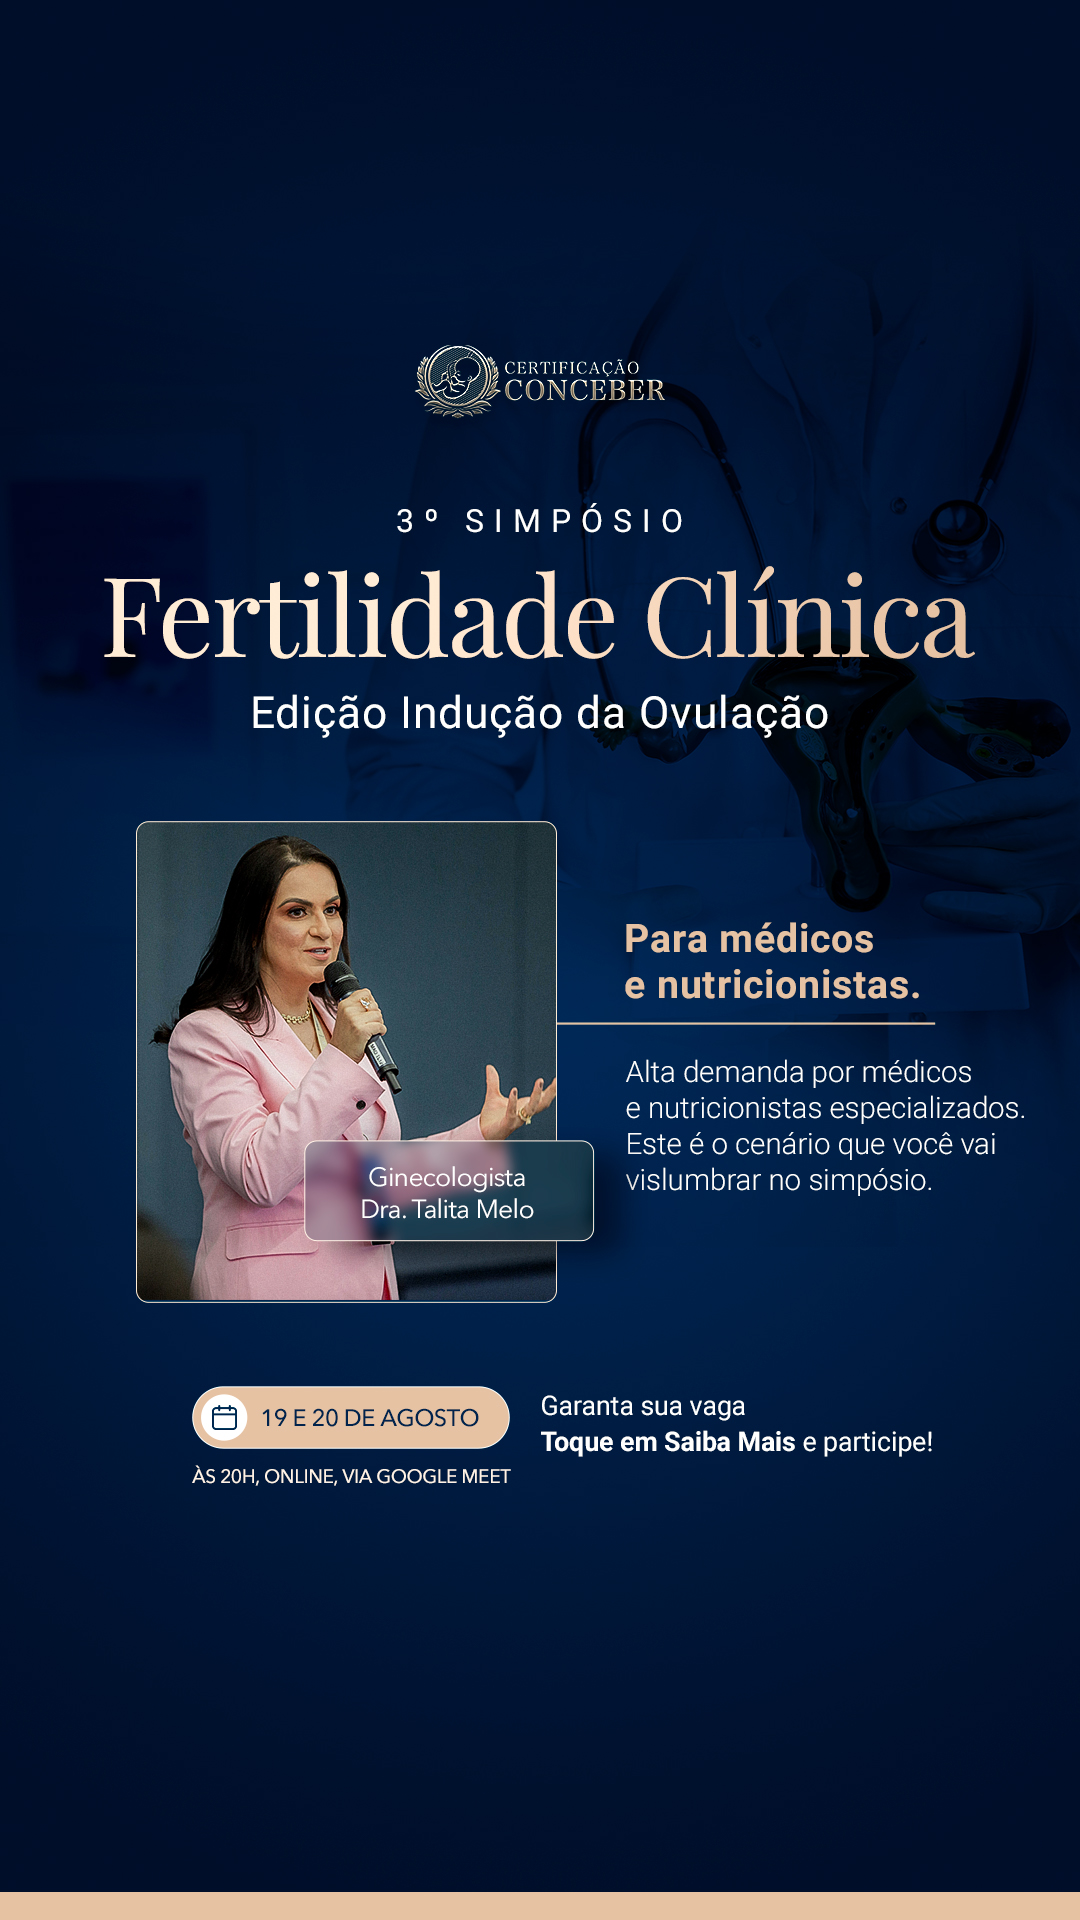 CERTIFICAÇÃO
CONCEBER
3º SIMPÓSIO
Fertilidade Clínica
Edição Indução da Ovulação
Para médicos
e nutricionistas.
Alta demanda por médicos
e nutricionistas especializados.
Este é o cenário que você vai
vislumbrar no simpósio.
Ginecologista
Dra. Talita Melo
19 E 20 DE AGOSTO
ÀS 20H, ONLINE, VIA GOOGLE MEET
Garanta sua vaga
Toque em Saiba Mais e participe!